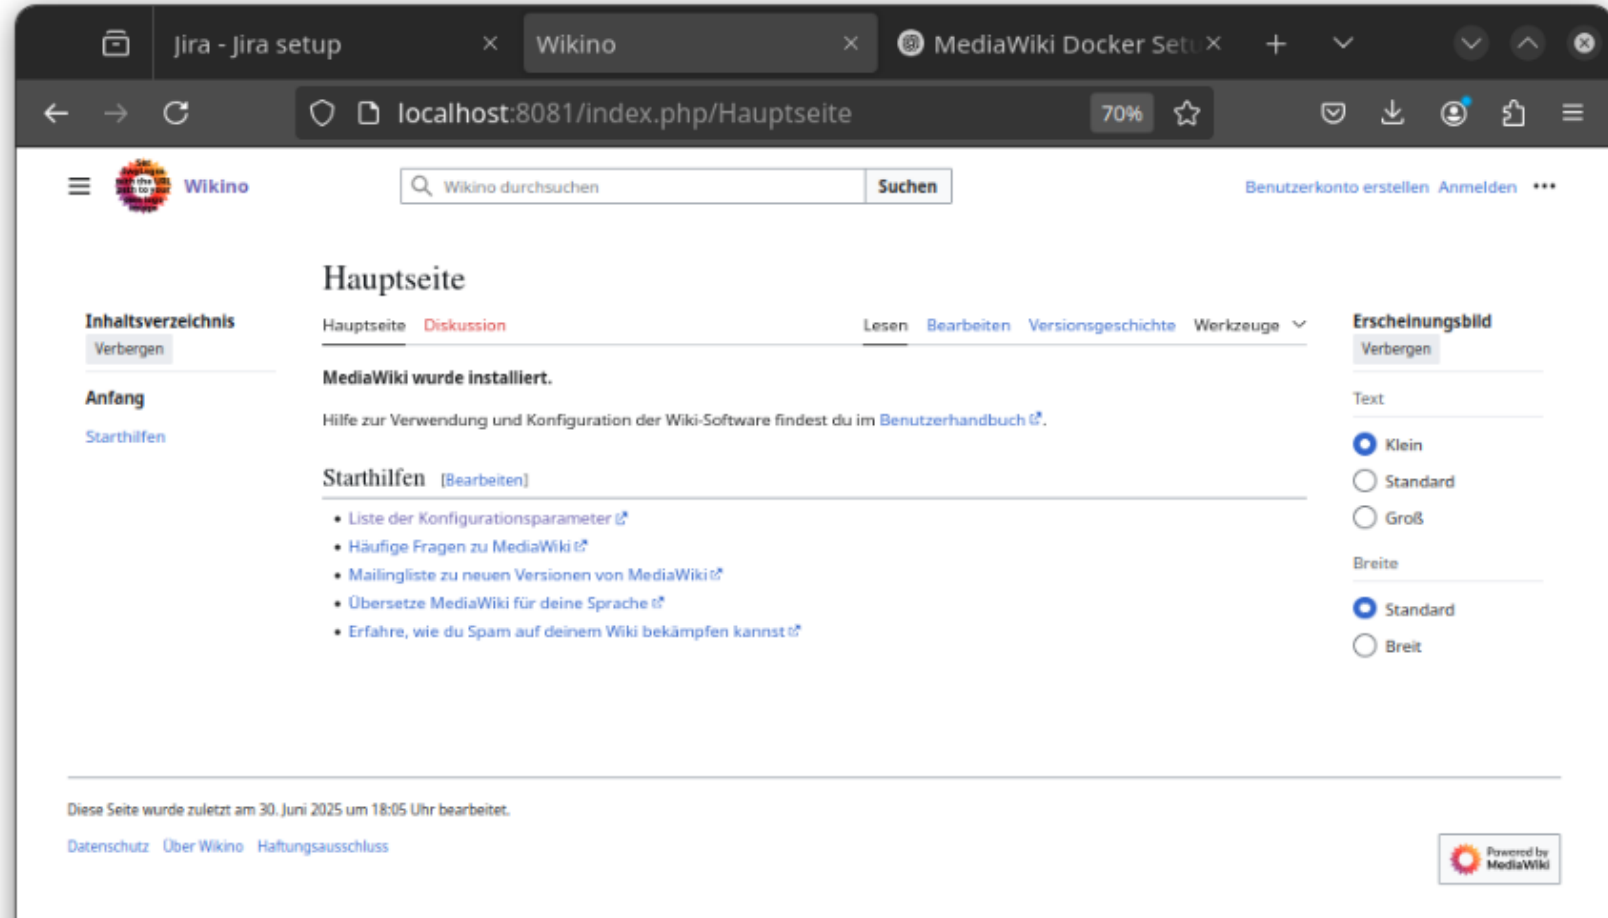 Jira - Jira setup
Wikino
MediaWiki Docker Setu
localhost:8081/index.php/Hauptseite
70%
Wikino
Wikino durchsuchen
Suchen
Benutzerkonto erstellen Anmelden
Hauptseite
Inhaltsverzeichnis
Verbergen
Anfang
Starthilfen
Hauptseite Diskussion
Lesen Bearbeiten Versionsgeschichte Werkzeuge
MediaWiki wurde installiert.
Hilfe zur Verwendung und Konfiguration der Wiki-Software findest du im Benutzerhandbuch.
Starthilfen [Bearbeiten]
• Liste der Konfigurationsparameter
• Häufige Fragen zu MediaWiki
• Mailingliste zu neuen Versionen von MediaWiki
• Übersetze MediaWiki für deine Sprache
• Erfahre, wie du Spam auf deinem Wiki bekämpfen kannst
Erscheinungsbild
Verbergen
Text
Klein
Standard
Groß
Breite
Standard
Breit
Diese Seite wurde zuletzt am 30. Juni 2025 um 18:05 Uhr bearbeitet.
Datenschutz Über Wikino Haftungsausschluss
Powered by
MediaWiki